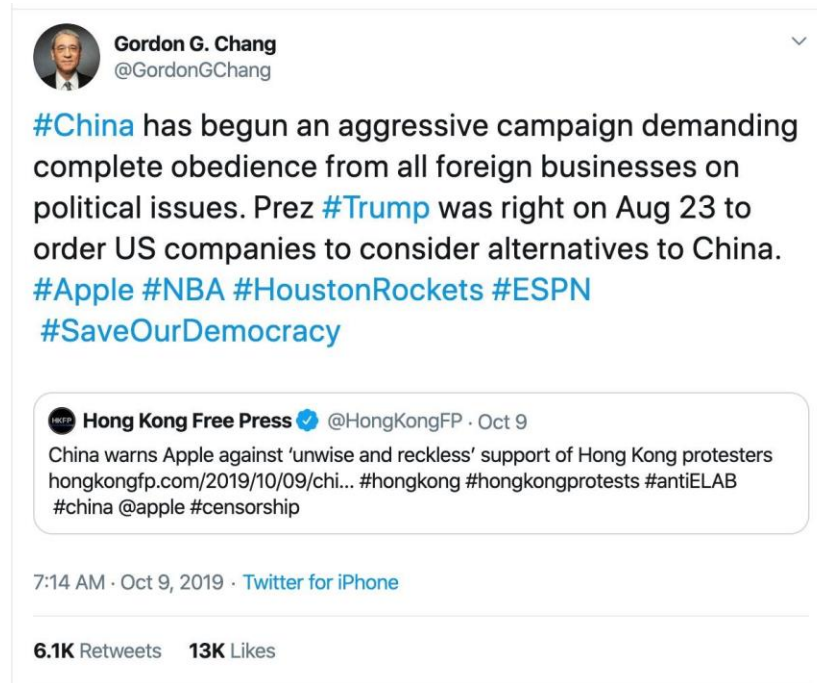 Gordon G. Chang
@GordonGChang
#China has begun an aggressive campaign demanding
complete obedience from all foreign businesses on
political issues. Prez #Trump was right on Aug 23 to
order US companies to consider alternatives to China.
#Apple #NBA #HoustonRockets #ESPN
#SaveOurDemocracy
HKFP Hong Kong Free Press @HongKongFP · Oct 9
China warns Apple against ‘unwise and reckless’ support of Hong Kong protesters
hongkongfp.com/2019/10/09/chi... #hongkong #hongkongprotests #antiELAB
#china @apple #censorship
7:14 AM · Oct 9, 2019 · Twitter for iPhone
6.1K Retweets 13K Likes